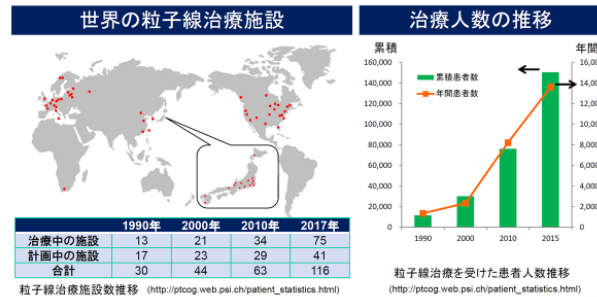 世界の粒子線治療施設
1990年 2000年 2010年 2017年
治療中の施設 13 21 34 75
計画中の施設 17 23 29 41
合計 30 44 63 116
粒子線治療施設数推移 (http://ptcog.web.psi.ch/patient_statistics.html)
治療人数の推移
累積 年間
160,000 16,000
140,000 14,000
120,000 12,000
100,000 10,000
80,000 8,000
60,000 6,000
40,000 4,000
20,000 2,000
0 0
累積患者数
年間患者数
1990 2000 2010 2015
粒子線治療を受けた患者人数推移
(http://ptcog.web.psi.ch/patient_statistics.html)